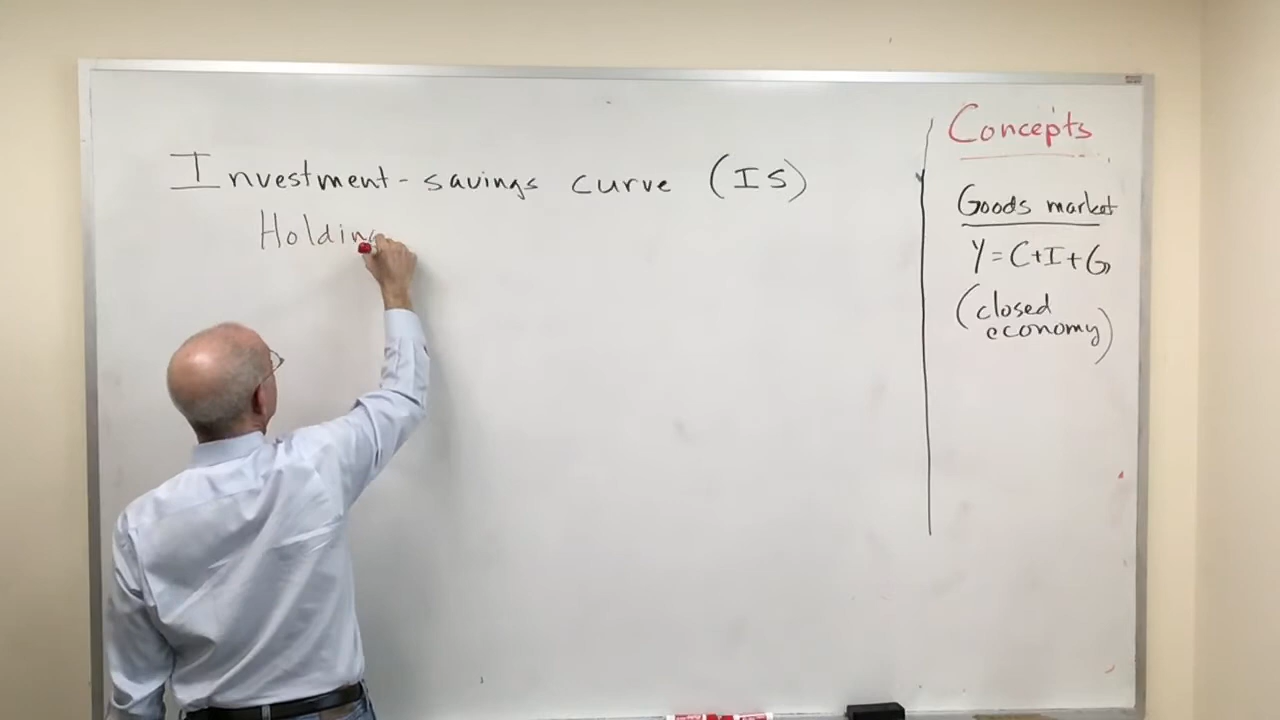 Investment-savings curve (IS)
Holding
Concepts
Goods market
Y=C+I+G
(closed
economy)